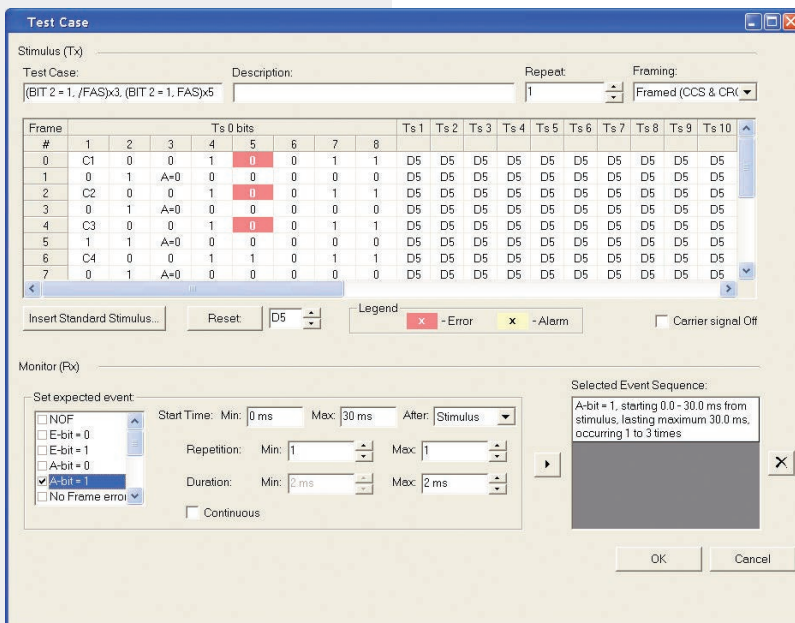 Test Case
Stimulus (Tx)
Test Case: Description: Repeat: Framing:
(BIT 2 = 1, /FAS)x3, (BIT 2 = 1, FAS)x5 1 Framed (CCS & CR(
Frame Ts 0 bits Ts 1 Ts 2 Ts 3 Ts 4 Ts 5 Ts 6 Ts 7 Ts 8 Ts 9 Ts 10
# 1 2 3 4 5 6 7 8
0 C1 0 0 1 0 0 1 1 D5 D5 D5 D5 D5 D5 D5 D5 D5 D5
1 0 1 A=0 0 0 0 0 0 D5 D5 D5 D5 D5 D5 D5 D5 D5 D5
2 C2 0 0 1 0 0 1 1 D5 D5 D5 D5 D5 D5 D5 D5 D5 D5
3 0 1 A=0 0 0 0 0 0 D5 D5 D5 D5 D5 D5 D5 D5 D5 D5
4 C3 0 0 1 0 0 1 1 D5 D5 D5 D5 D5 D5 D5 D5 D5 D5
5 1 1 A=0 0 0 0 0 0 D5 D5 D5 D5 D5 D5 D5 D5 D5 D5
6 C4 0 0 1 1 0 1 1 D5 D5 D5 D5 D5 D5 D5 D5 D5 D5
7 0 1 A=0 0 0 0 0 0 D5 D5 D5 D5 D5 D5 D5 D5 D5 D5
Insert Standard Stimulus... Reset: D5 Legend x - Error x - Alarm Carrier signal Off
Monitor (Rx)
Set expected event:
NOF
E-bit = 0
E-bit = 1
A-bit = 0
A-bit = 1
No Frame error
Start Time: Min: 0 ms Max: 30 ms After: Stimulus
Repetition: Min: 1 Max: 1
Duration: Min: 2 ms Max: 2 ms
Continuous
Selected Event Sequence:
A-bit = 1, starting 0.0 - 30.0 ms from
stimulus, lasting maximum 30.0 ms,
occurring 1 to 3 times
OK Cancel